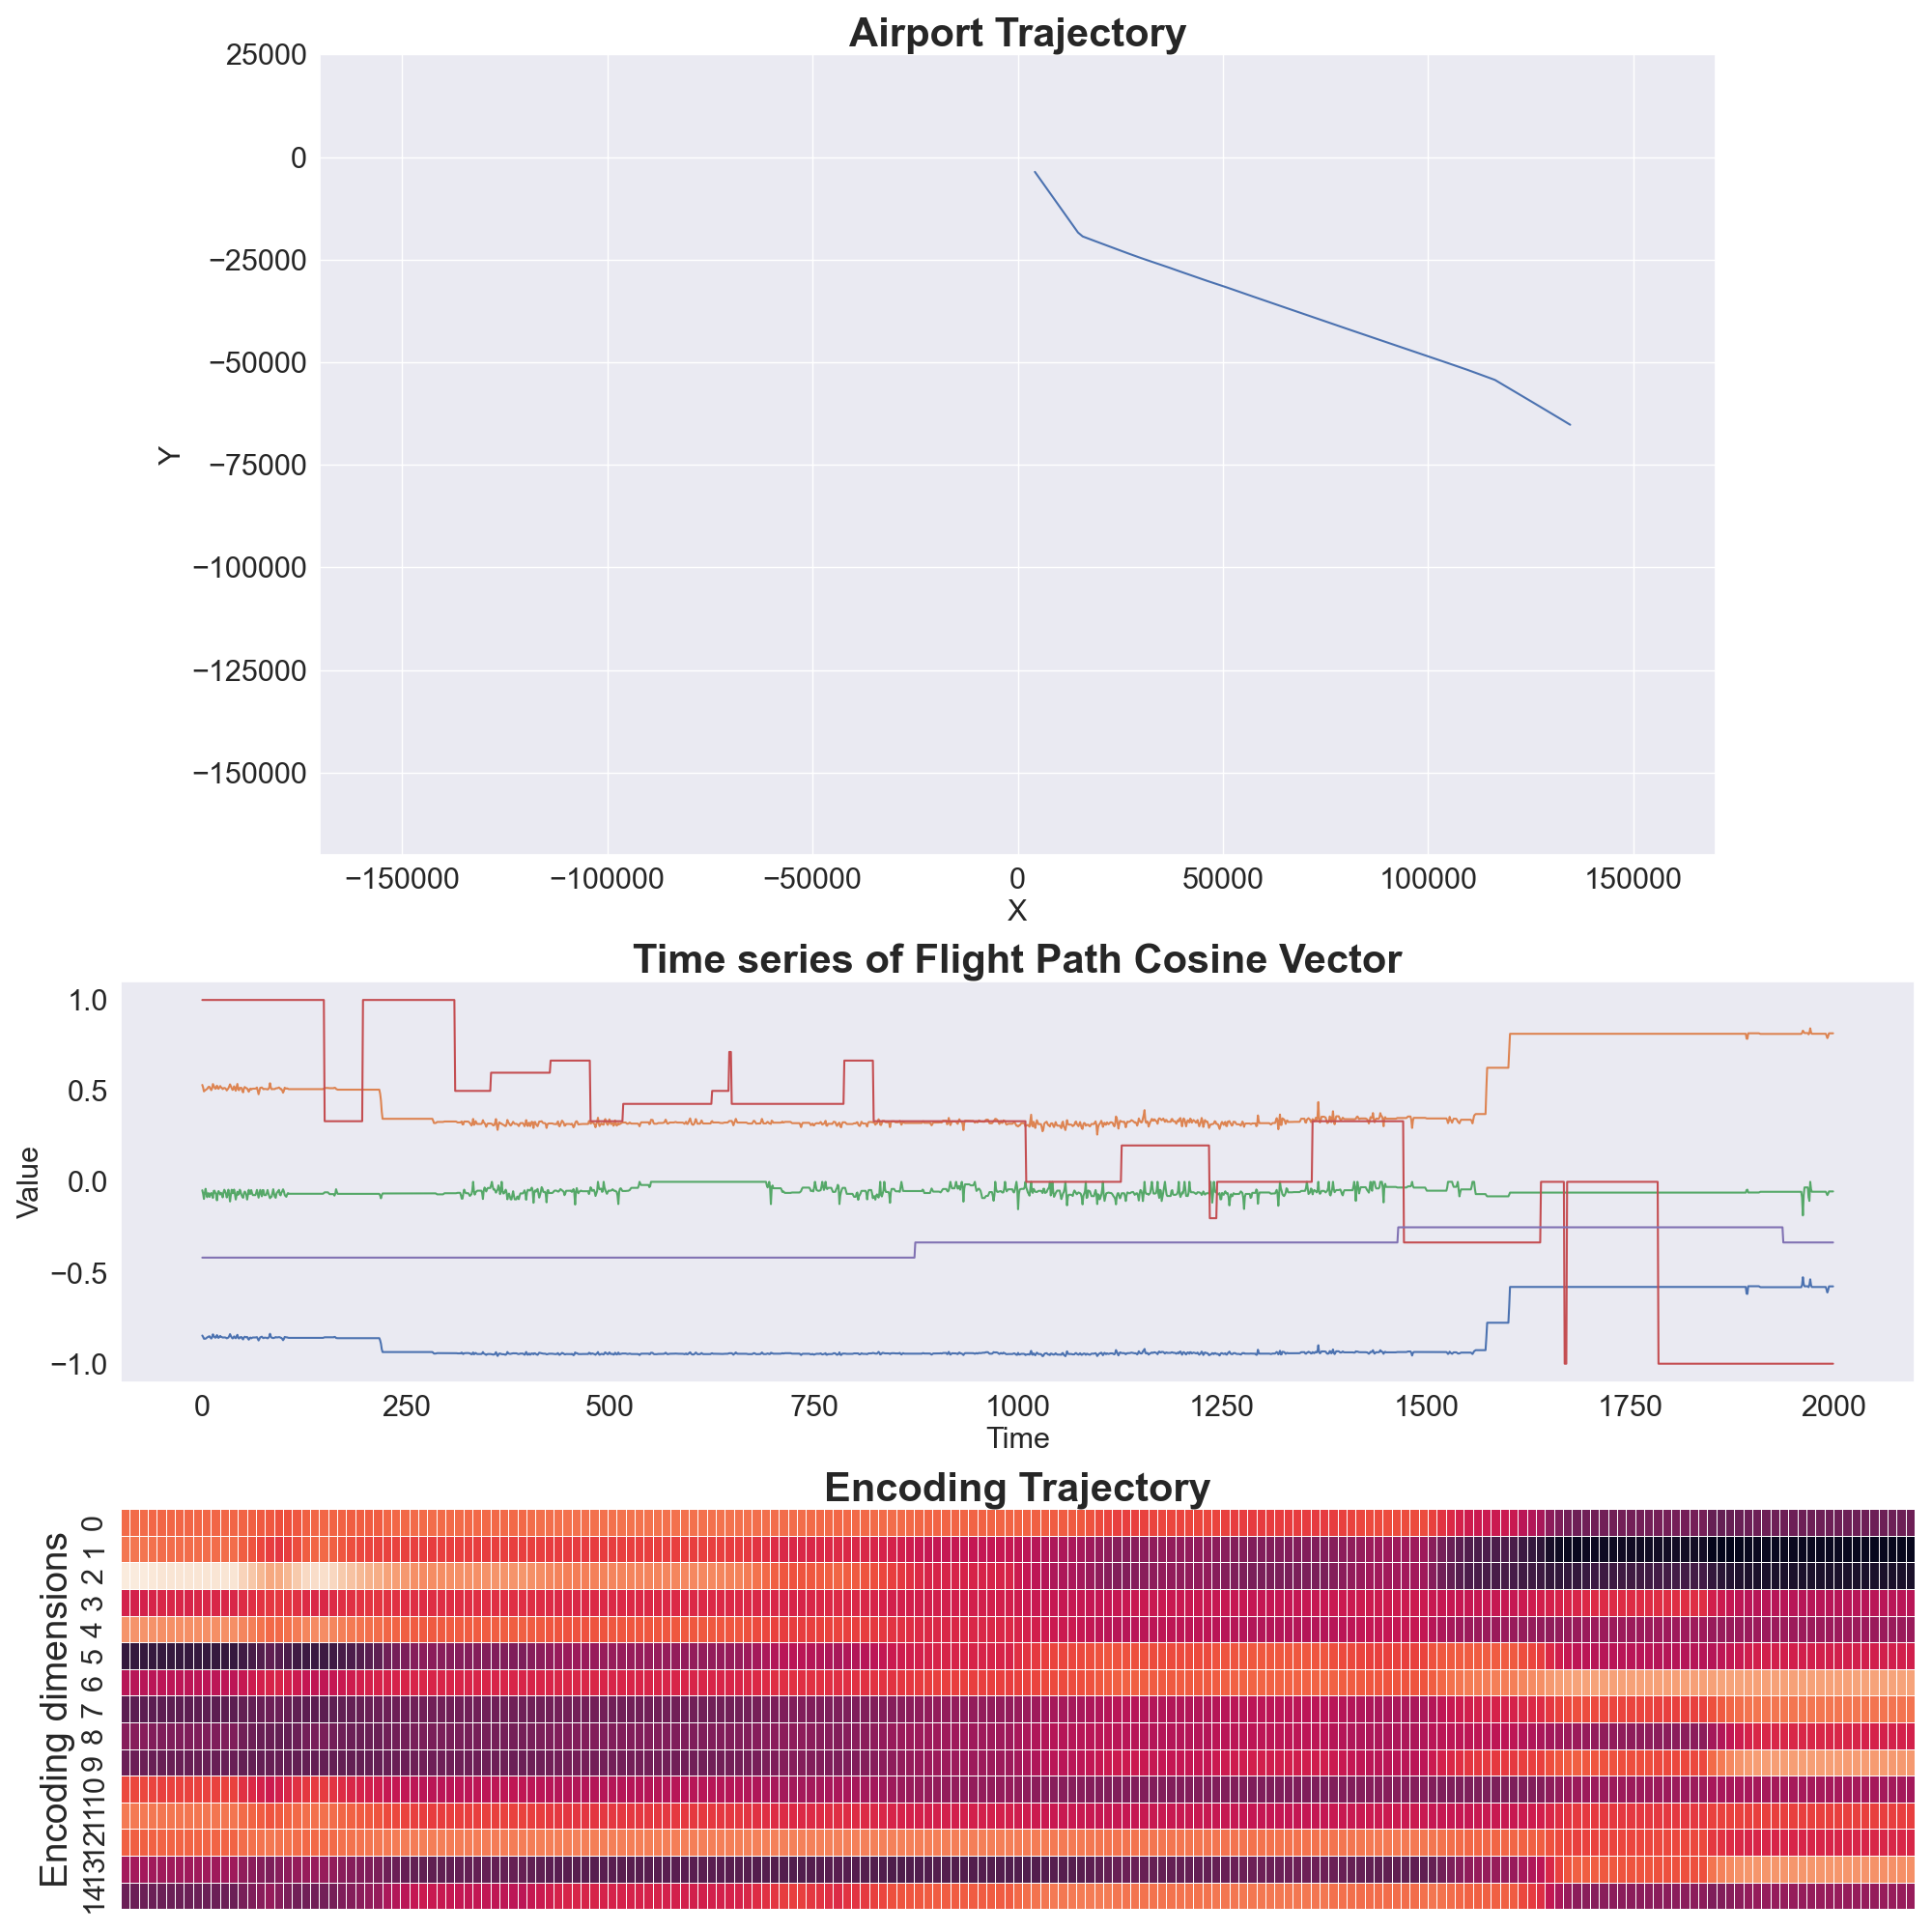 Airport Trajectory
25000
0
−25000
−50000
−75000
−100000
−125000
−150000
Y
−150000 −100000 −50000 0 50000 100000 150000
X
Time series of Flight Path Cosine Vector
1.0
0.5
0.0
−0.5
−1.0
Value
0 250 500 750 1000 1250 1500 1750 2000
Time
Encoding Trajectory
Encoding dimensions
0
1
2
3
4
5
6
7
8
9
10
11
12
13
14